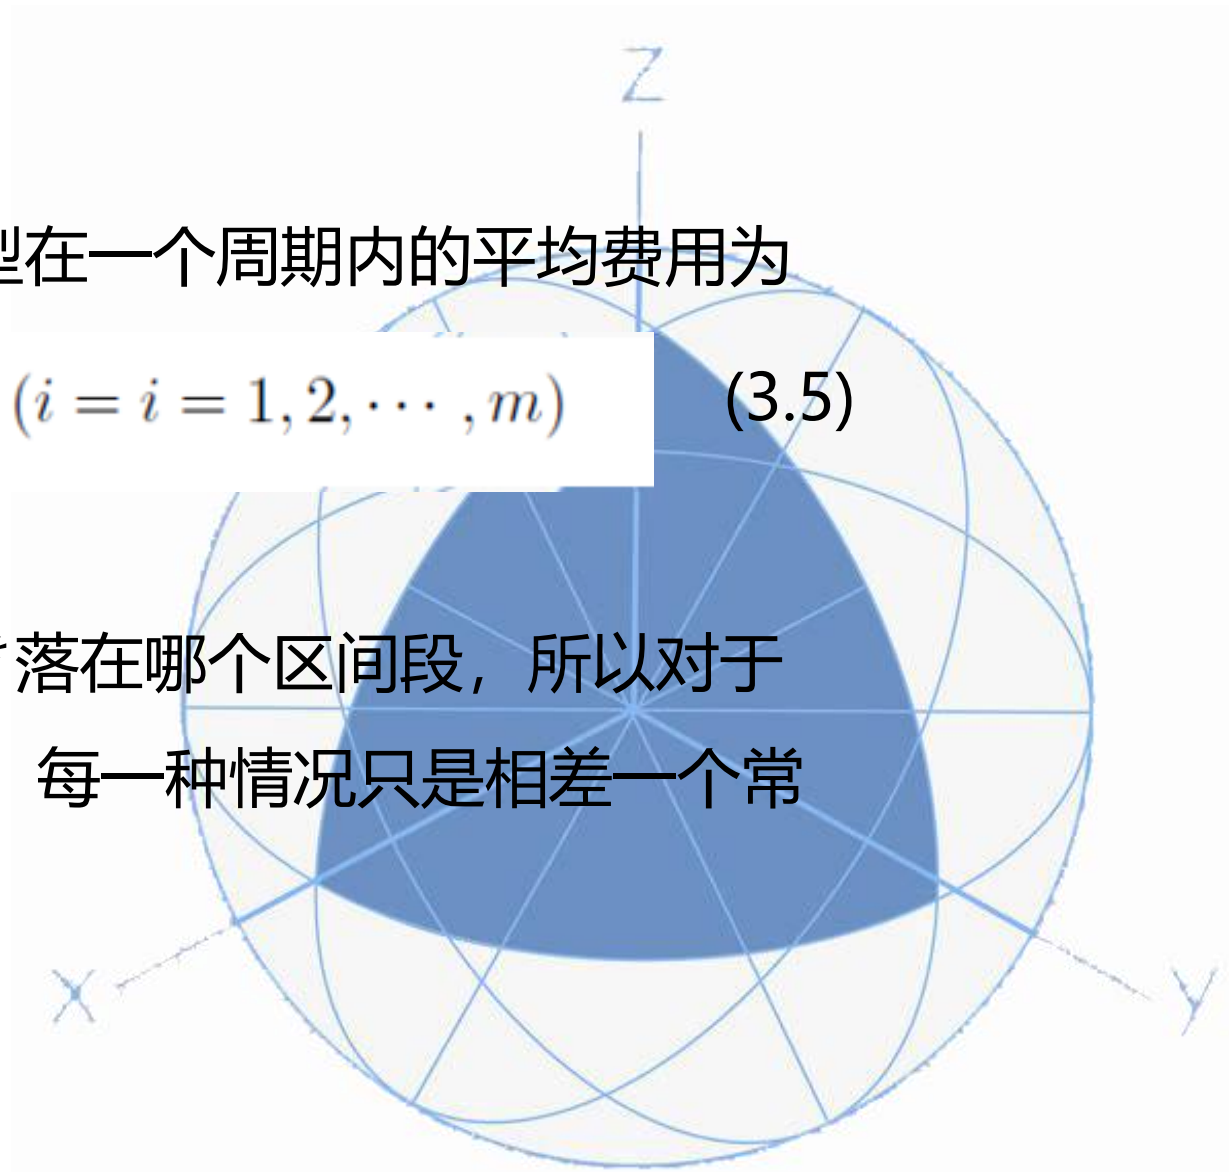 Z
型在一个周期内的平均费用为
(i = i = 1, 2, ⋯ , m) (3.5)
落在哪个区间段，所以对于
每一种情况只是相差一个常
X y